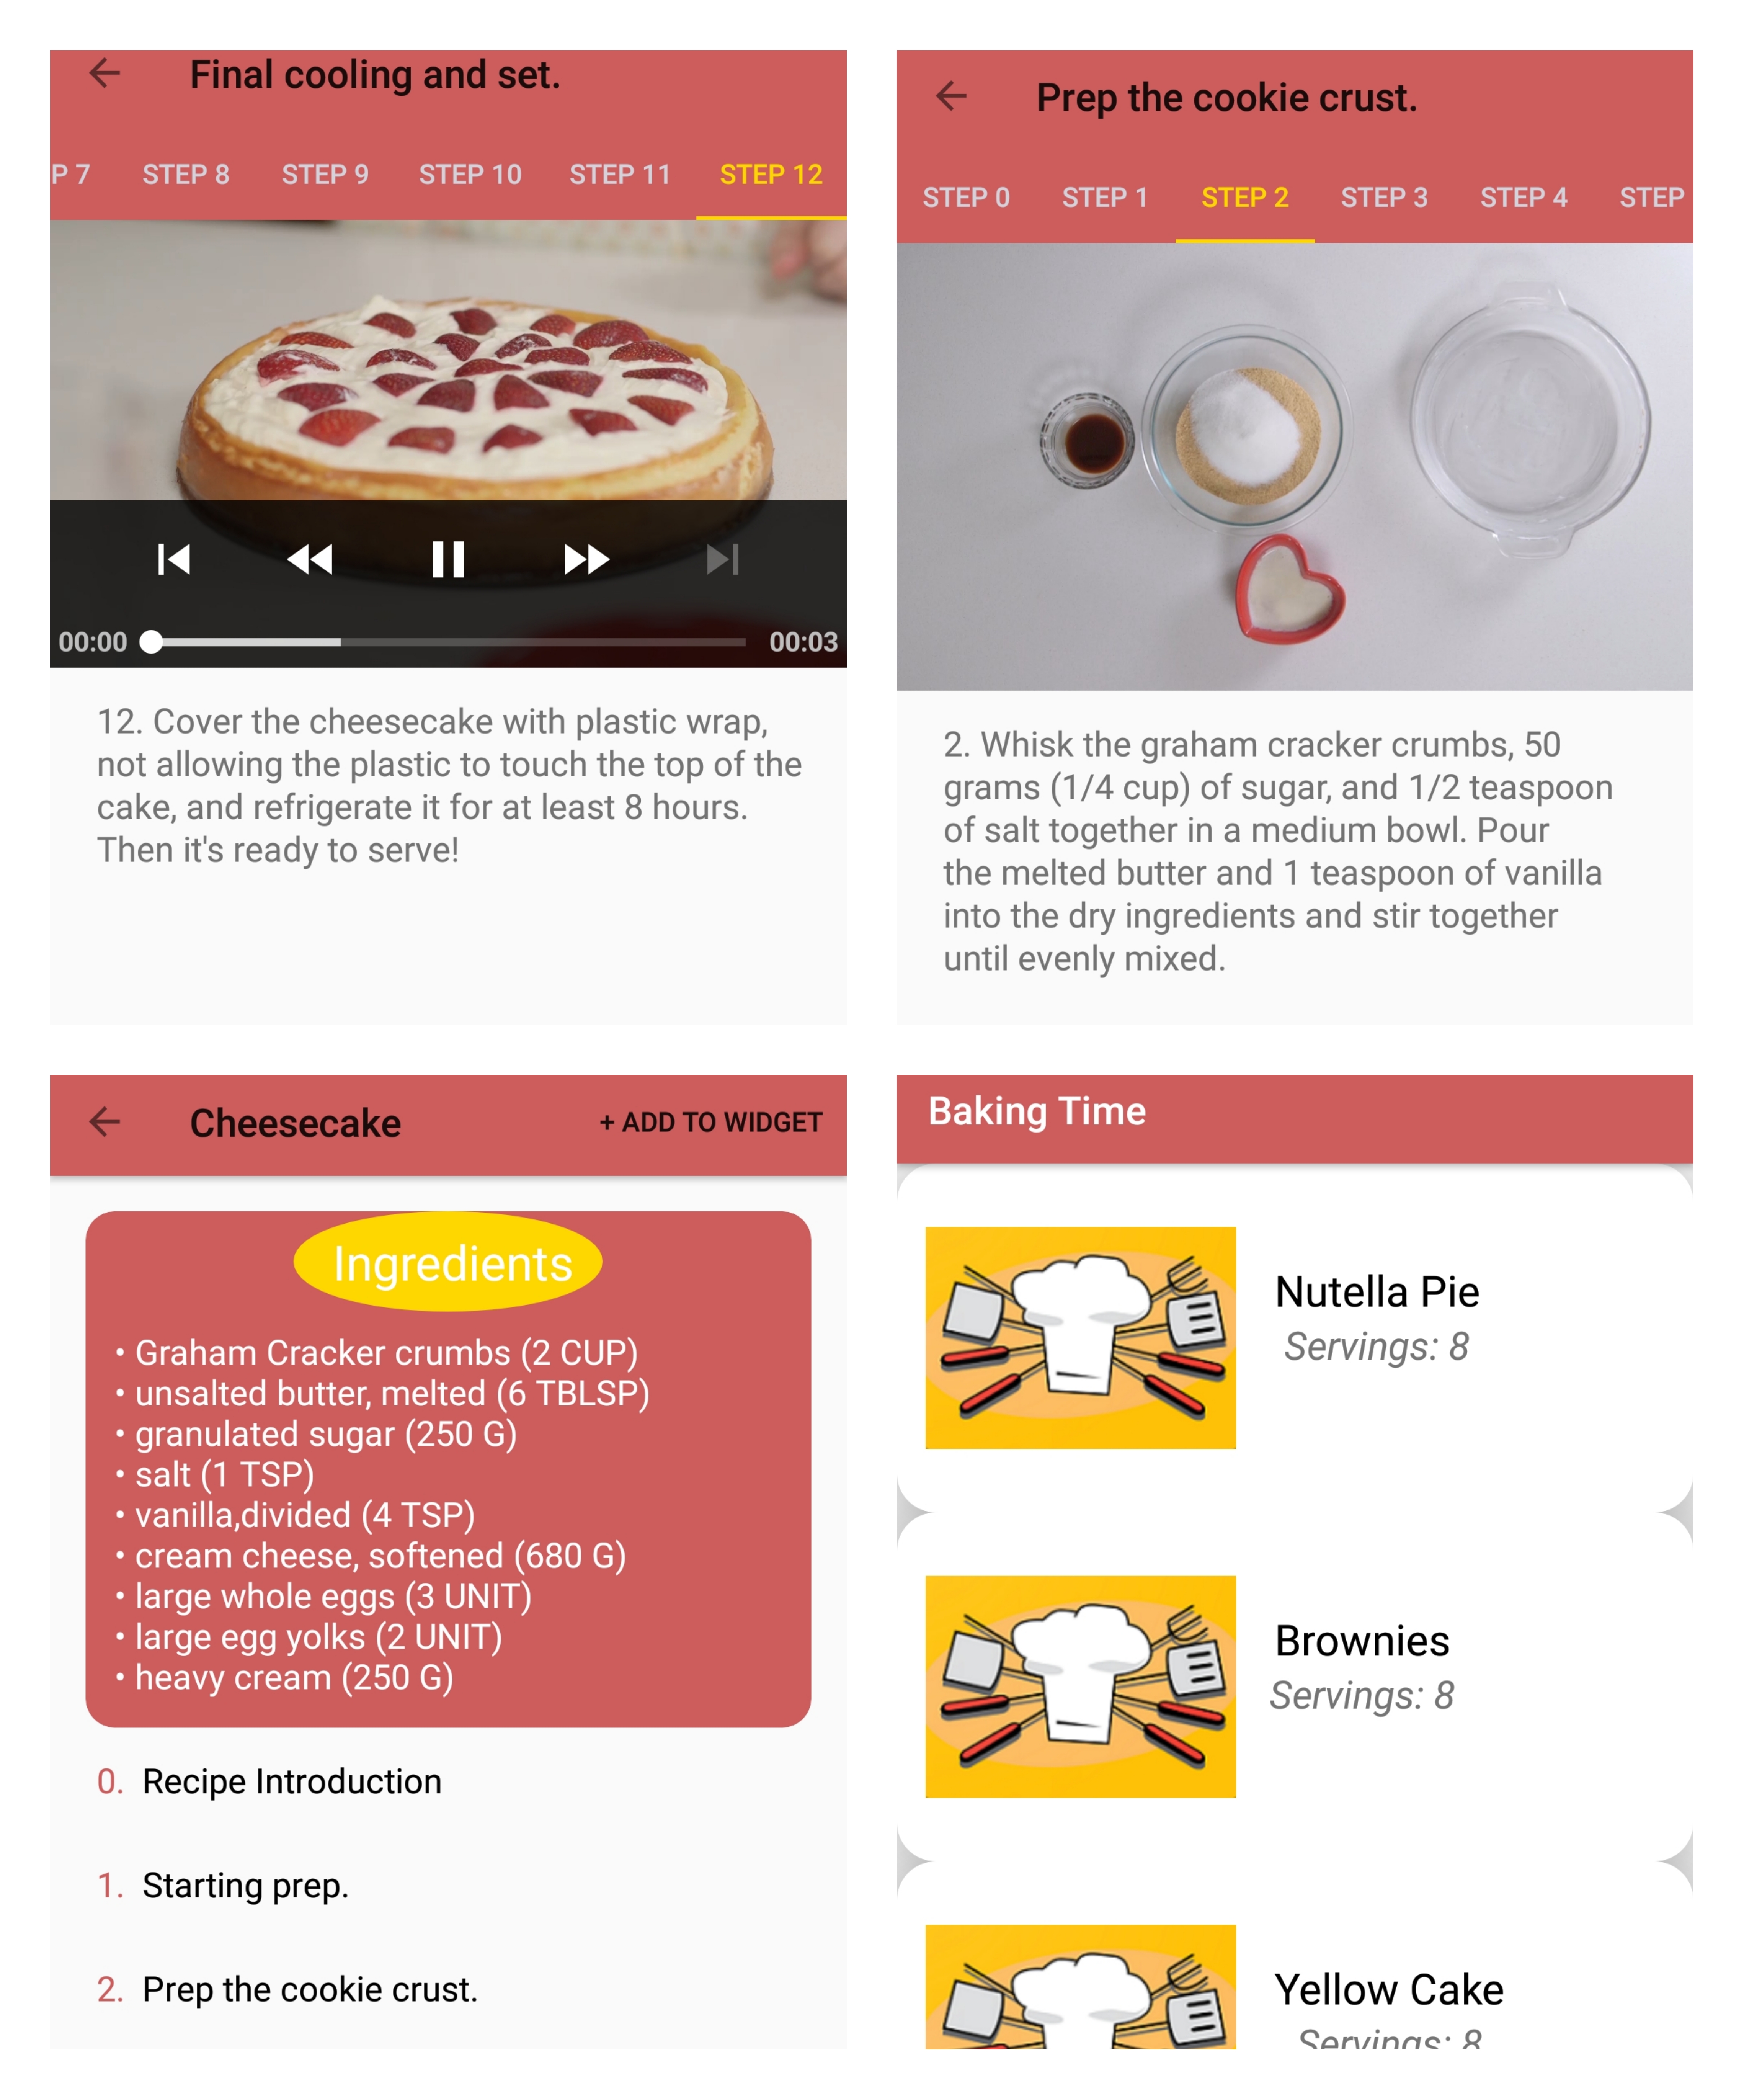 Final cooling and set.
P 7 STEP 8 STEP 9 STEP 10 STEP 11 STEP 12
00:00 00:03
12. Cover the cheesecake with plastic wrap,
not allowing the plastic to touch the top of the
cake, and refrigerate it for at least 8 hours.
Then it's ready to serve!
Prep the cookie crust.
STEP 0 STEP 1 STEP 2 STEP 3 STEP 4 STEP
2. Whisk the graham cracker crumbs, 50
grams (1/4 cup) of sugar, and 1/2 teaspoon
of salt together in a medium bowl. Pour
the melted butter and 1 teaspoon of vanilla
into the dry ingredients and stir together
until evenly mixed.
Cheesecake + ADD TO WIDGET
Ingredients
• Graham Cracker crumbs (2 CUP)
• unsalted butter, melted (6 TBLSP)
• granulated sugar (250 G)
• salt (1 TSP)
• vanilla,divided (4 TSP)
• cream cheese, softened (680 G)
• large whole eggs (3 UNIT)
• large egg yolks (2 UNIT)
• heavy cream (250 G)
0. Recipe Introduction
1. Starting prep.
2. Prep the cookie crust.
Baking Time
Nutella Pie
Servings: 8
Brownies
Servings: 8
Yellow Cake
Servings: 8